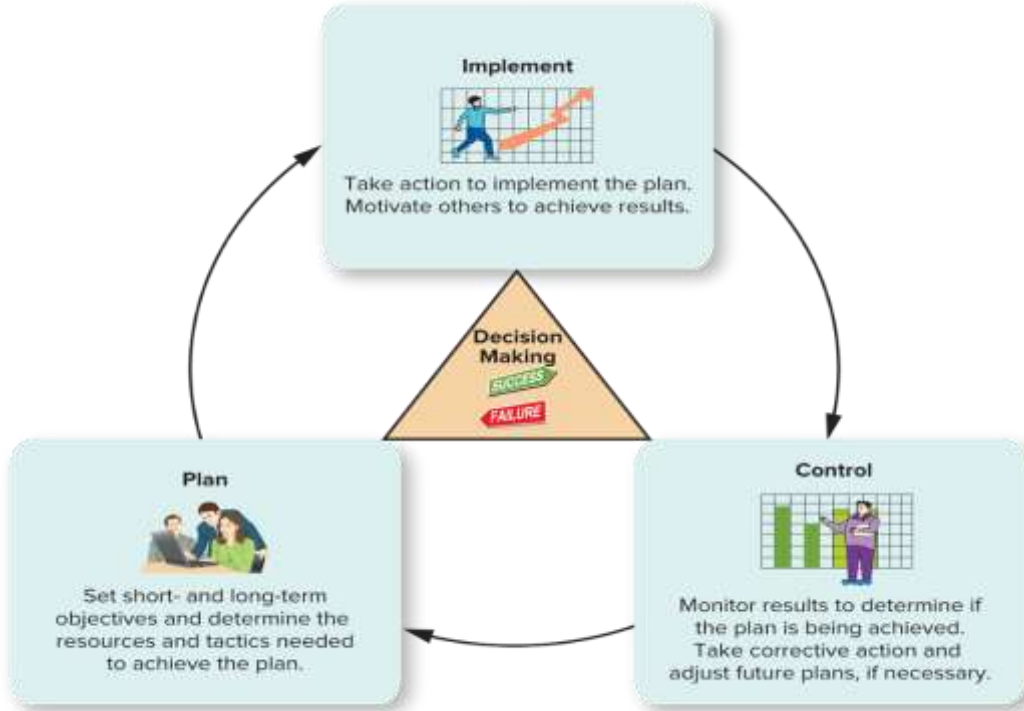 Implement
Take action to implement the plan.
Motivate others to achieve results.
Decision
Making
SUCCESS
FAILURE
Plan
Set short- and long-term
objectives and determine the
resources and tactics needed
to achieve the plan.
Control
Monitor results to determine if
the plan is being achieved.
Take corrective action and
adjust future plans, if necessary.